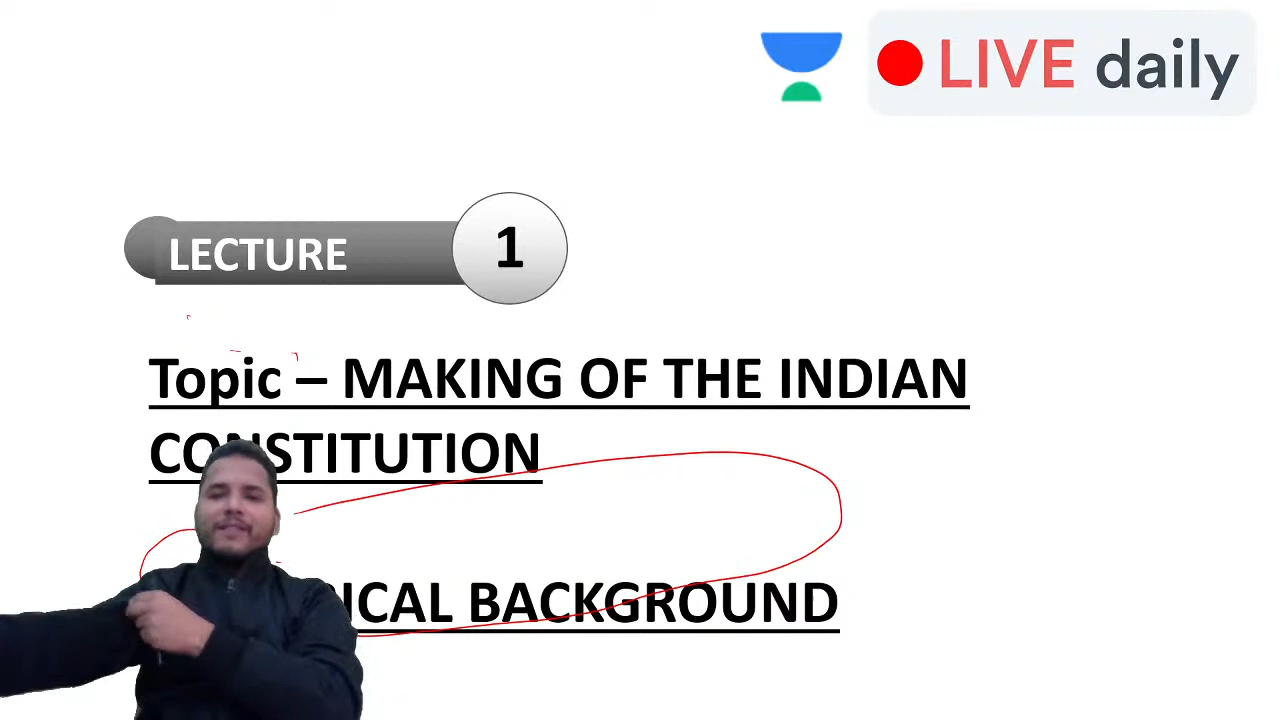 LIVE daily
LECTURE
1
Topic – MAKING OF THE INDIAN
CONSTITUTION
BACKGROUND